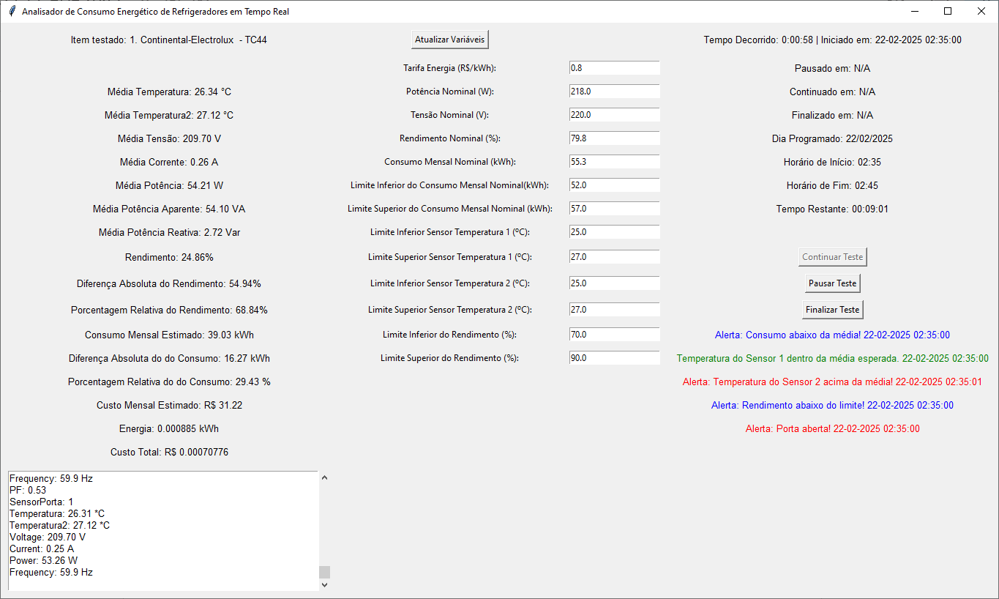 Analisador de Consumo Energético de Refrigeradores em Tempo Real
Item testado: 1. Continental-Electrolux  - TC44
Média Temperatura: 26.34 °C
Média Temperatura2: 27.12 °C
Média Tensão: 209.70 V
Média Corrente: 0.26 A
Média Potência: 54.21 W
Média Potência Aparente: 54.10 VA
Média Potência Reativa: 2.72 Var
Rendimento: 24.86%
Diferença Absoluta do Rendimento: 54.94%
Porcentagem Relativa do Rendimento: 68.84%
Consumo Mensal Estimado: 39.03 kWh
Diferença Absoluta do do Consumo: 16.27 kWh
Porcentagem Relativa do do Consumo: 29.43 %
Custo Mensal Estimado: R$ 31.22
Energia: 0.000885 kWh
Custo Total: R$ 0.00070776
Frequency: 59.9 Hz
PF: 0.53
SensorPorta: 1
Temperatura: 26.31 *C
Temperatura2: 27.12 *C
Voltage: 209.70 V
Current: 0.25 A
Power: 53.26 W
Frequency: 59.9 Hz
Atualizar Variáveis
Tarifa Energia (R$/kWh): 0.8
Potência Nominal (W): 218.0
Tensão Nominal (V): 220.0
Rendimento Nominal (%): 79.8
Consumo Mensal Nominal (kWh): 55.3
Limite Inferior do Consumo Mensal Nominal(kWh): 52.0
Limite Superior do Consumo Mensal Nominal (kWh): 57.0
Limite Inferior Sensor Temperatura 1 (ºC): 25.0
Limite Superior Sensor Temperatura 1 (ºC): 27.0
Limite Inferior Sensor Temperatura 2 (ºC): 25.0
Limite Superior Sensor Temperatura 2 (ºC): 27.0
Limite Inferior do Rendimento (%): 70.0
Limite Superior do Rendimento (%): 90.0
Tempo Decorrido: 0:00:58 | Iniciado em: 22-02-2025 02:35:00
Pausado em: N/A
Continuado em: N/A
Finalizado em: N/A
Dia Programado: 22/02/2025
Horário de Início: 02:35
Horário de Fim: 02:45
Tempo Restante: 00:09:01
Continuar Teste
Pausar Teste
Finalizar Teste
Alerta: Consumo abaixo da média! 22-02-2025 02:35:00
Temperatura do Sensor 1 dentro da média esperada. 22-02-2025 02:35:00
Alerta: Temperatura do Sensor 2 acima da média! 22-02-2025 02:35:01
Alerta: Rendimento abaixo do limite! 22-02-2025 02:35:00
Alerta: Porta aberta! 22-02-2025 02:35:00